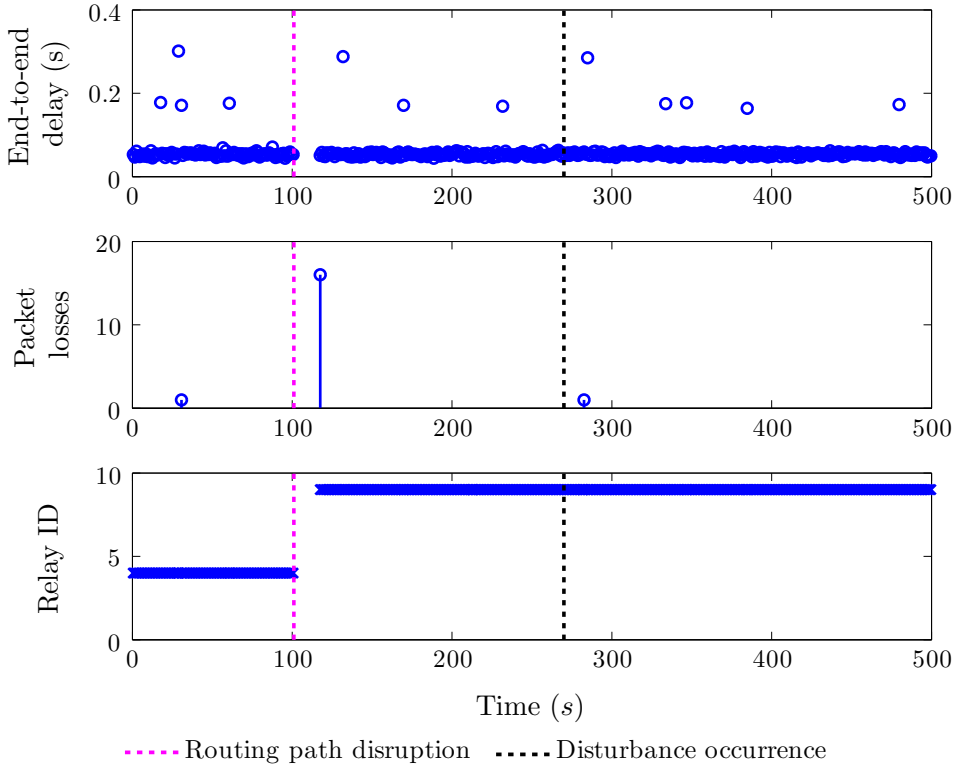 End-to-end
delay (s)
0.4
0.2
0
0 100 200 300 400 500
Packet
losses
20
10
0
0 100 200 300 400 500
Relay ID
10
5
0
0 100 200 300 400 500
Time (s)
Routing path disruption Disturbance occurrence